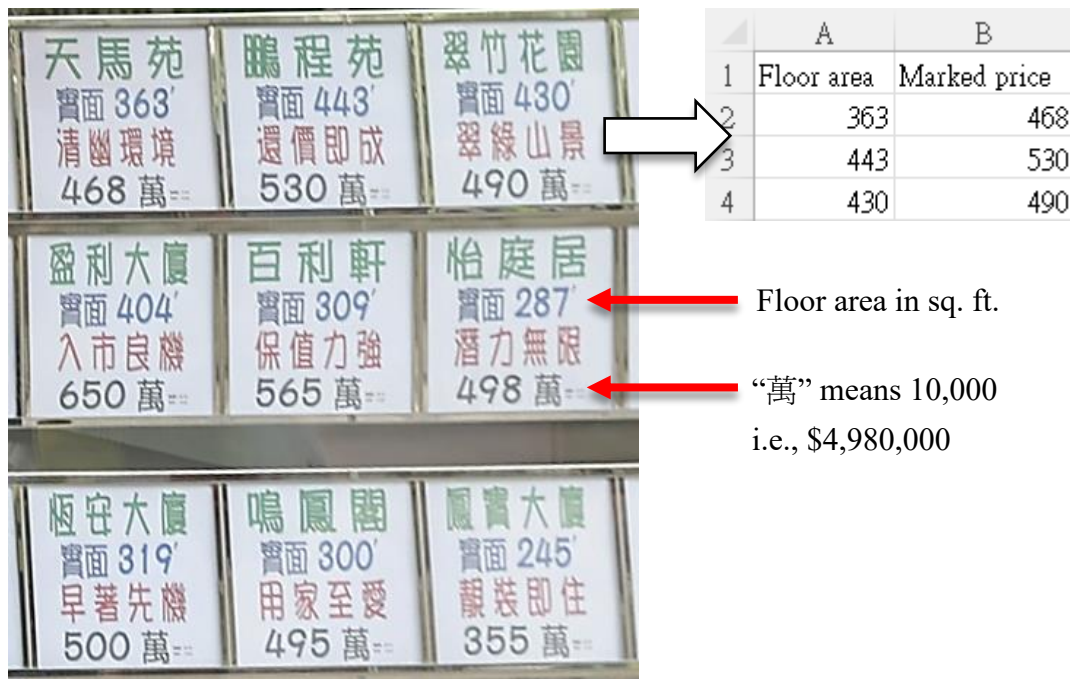 天馬苑
實面 363'
清幽環境
468 萬
鵬程苑
實面 443'
還價即成
530 萬
翠竹花園
實面 430'
翠綠山景
490 萬
盈利大廈
實面 404'
入市良機
650 萬
百利軒
實面 309'
保值力強
565 萬
怡庭居
實面 287'
潛力無限
498 萬
恆安大廈
實面 319'
早著先機
500 萬
鳴鳳閣
實面 300'
用家至愛
495 萬
鳳寶大廈
實面 245'
靚裝即住
355 萬
A B
1 Floor area Marked price
2 363 468
3 443 530
4 430 490
Floor area in sq. ft.
“萬” means 10,000
i.e., $4,980,000